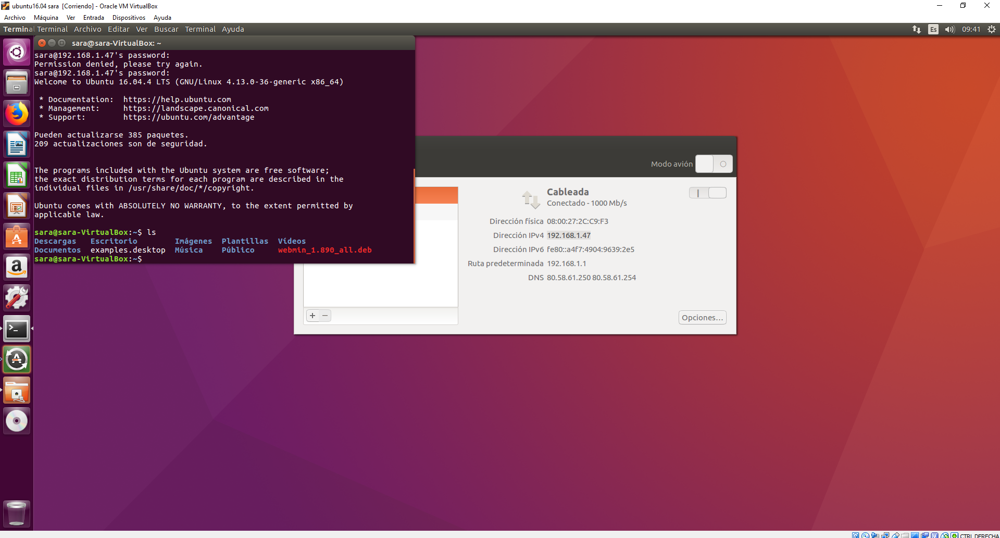 ubuntu16.04 sara [Corriendo] - Oracle VM VirtualBox
Archivo Máquina Ver Entrada Dispositivos Ayuda
Termina Terminal Archivo Editar Ver Buscar Terminal Ayuda Es 09:41
sara@sara-VirtualBox: ~
sara@192.168.1.47's password:
Permission denied, please try again.
sara@192.168.1.47's password:
Welcome to Ubuntu 16.04.4 LTS (GNU/Linux 4.13.0-36-generic x86_64)
* Documentation: https://help.ubuntu.com
* Management: https://landscape.canonical.com
* Support: https://ubuntu.com/advantage
Pueden actualizarse 385 paquetes.
209 actualizaciones son de seguridad.
The programs included with the Ubuntu system are free software;
the exact distribution terms for each program are described in the
individual files in /usr/share/doc/*/copyright.
Ubuntu comes with ABSOLUTELY NO WARRANTY, to the extent permitted by
applicable law.
sara@sara-VirtualBox:~$ ls
Descargas Escritorio Imágenes Plantillas Vídeos
Documentos examples.desktop Música Público webmin_1.890_all.deb
sara@sara-VirtualBox:~$
Modo avión
Cableada
Conectado - 1000 Mb/s
Dirección física 08:00:27:2C:C9:F3
Dirección IPv4 192.168.1.47
Dirección IPv6 fe80::a4f7:4904:9639:2e5
Ruta predeterminada 192.168.1.1
DNS 80.58.61.250 80.58.61.254
Opciones...
CTRL DERECHA